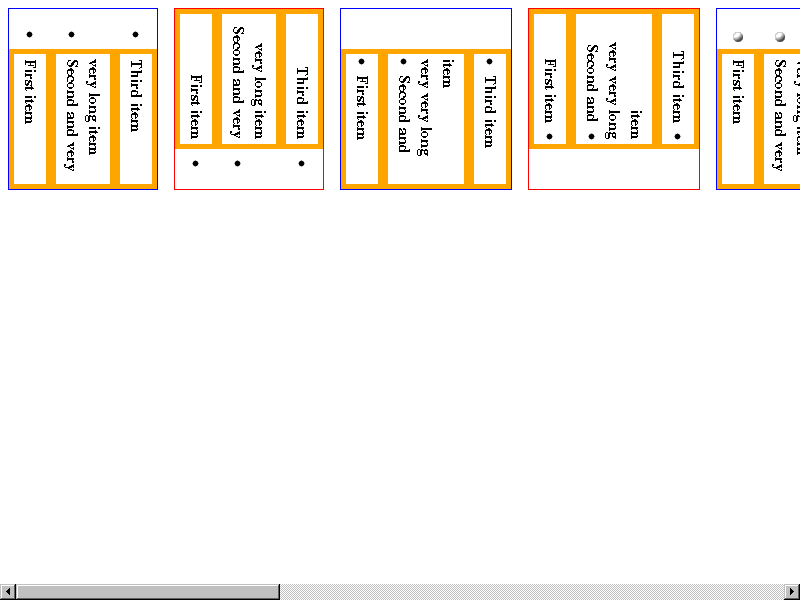 • First item
• Second and very
very long item
• Third item
• First item
• Second and very
very long item
• Third item
• First item
• Second and
very very long
item
• Third item
First item •
Second and •
very very long
item
Third item •
First item
Second and very